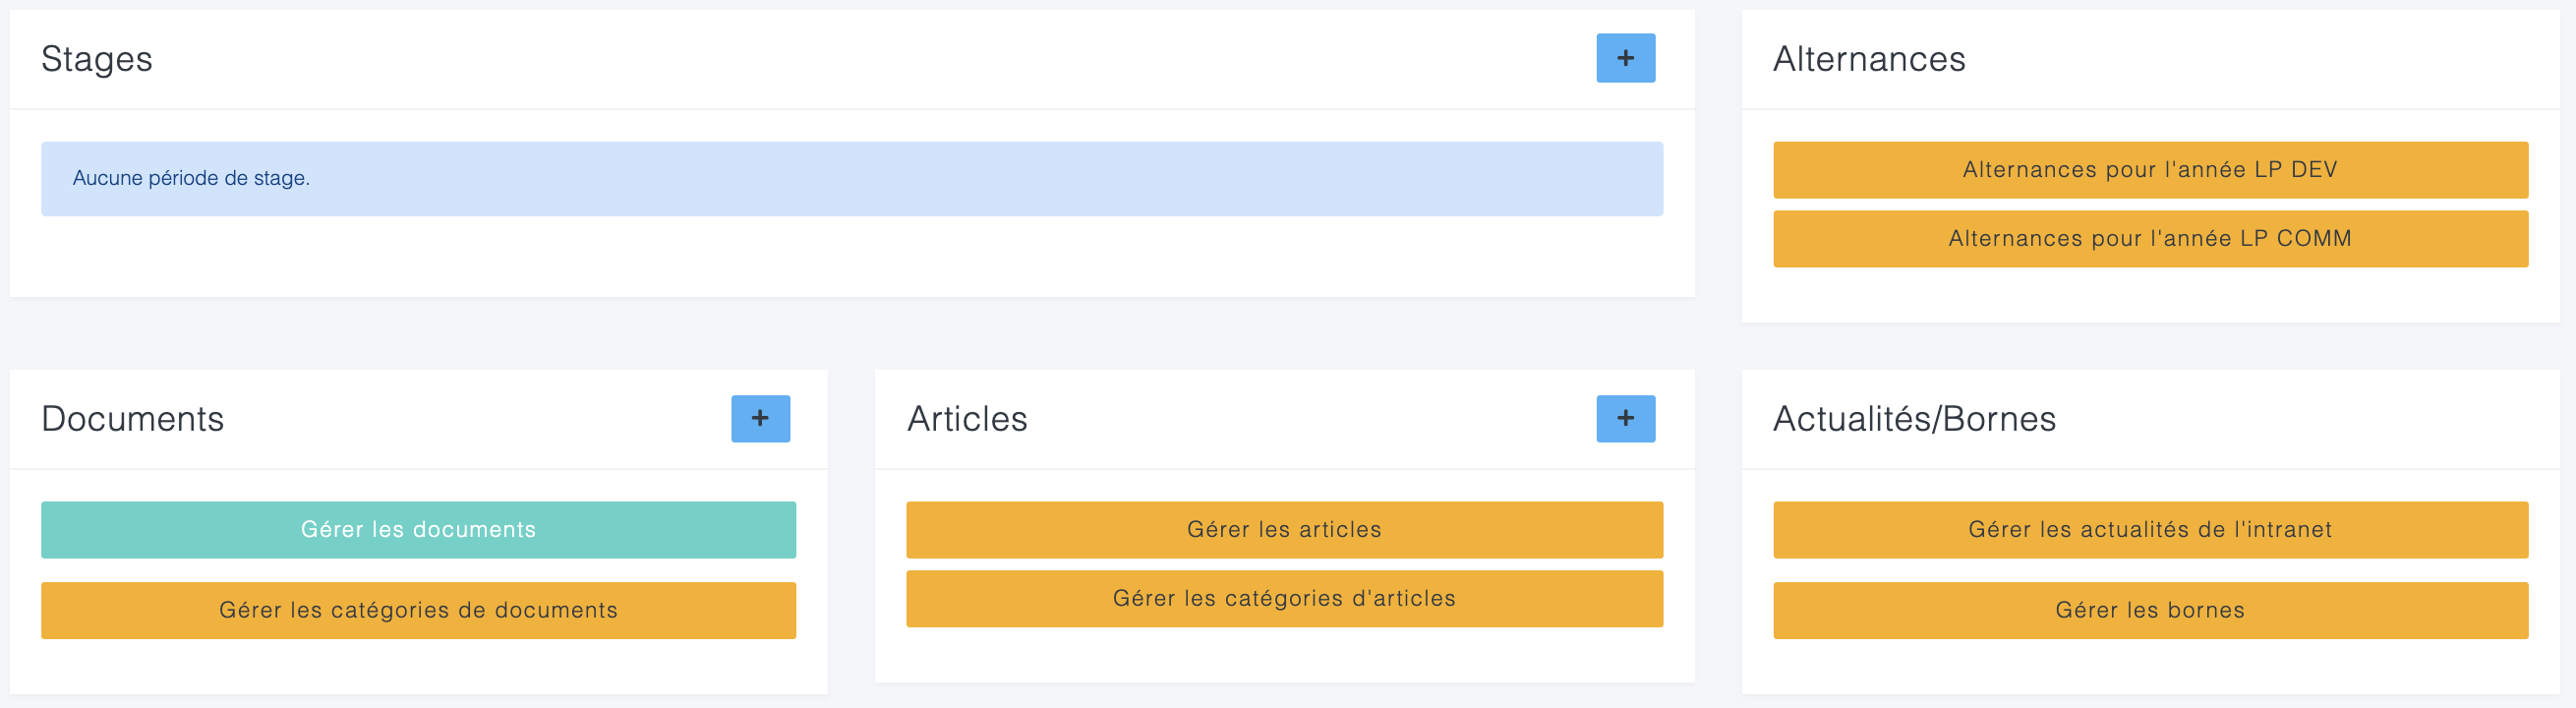 Stages
+
Aucune période de stage.
Alternances
Alternances pour l'année LP DEV
Alternances pour l'année LP COMM
Documents
+
Gérer les documents
Gérer les catégories de documents
Articles
+
Gérer les articles
Gérer les catégories d'articles
Actualités/Bornes
Gérer les actualités de l'intranet
Gérer les bornes